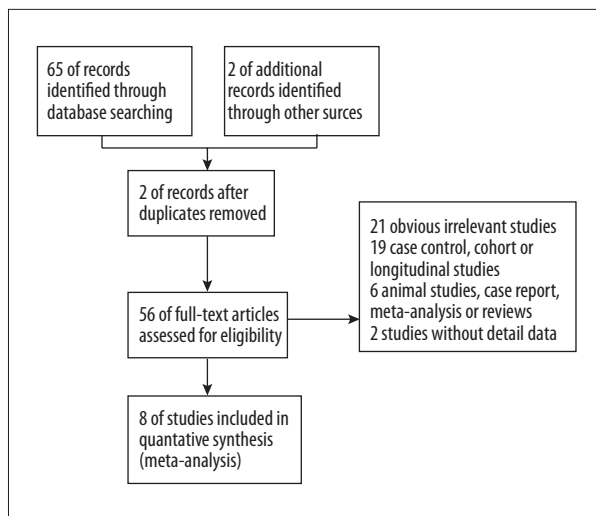 65 of records
identified through
database searching
2 of additional
records identified
through other surces
2 of records after
duplicates removed
56 of full-text articles
assessed for eligibility
21 obvious irrelevant studies
19 case control, cohort or
longitudinal studies
6 animal studies, case report,
meta-analysis or reviews
2 studies without detail data
8 of studies included in
quantative synthesis
(meta-analysis)